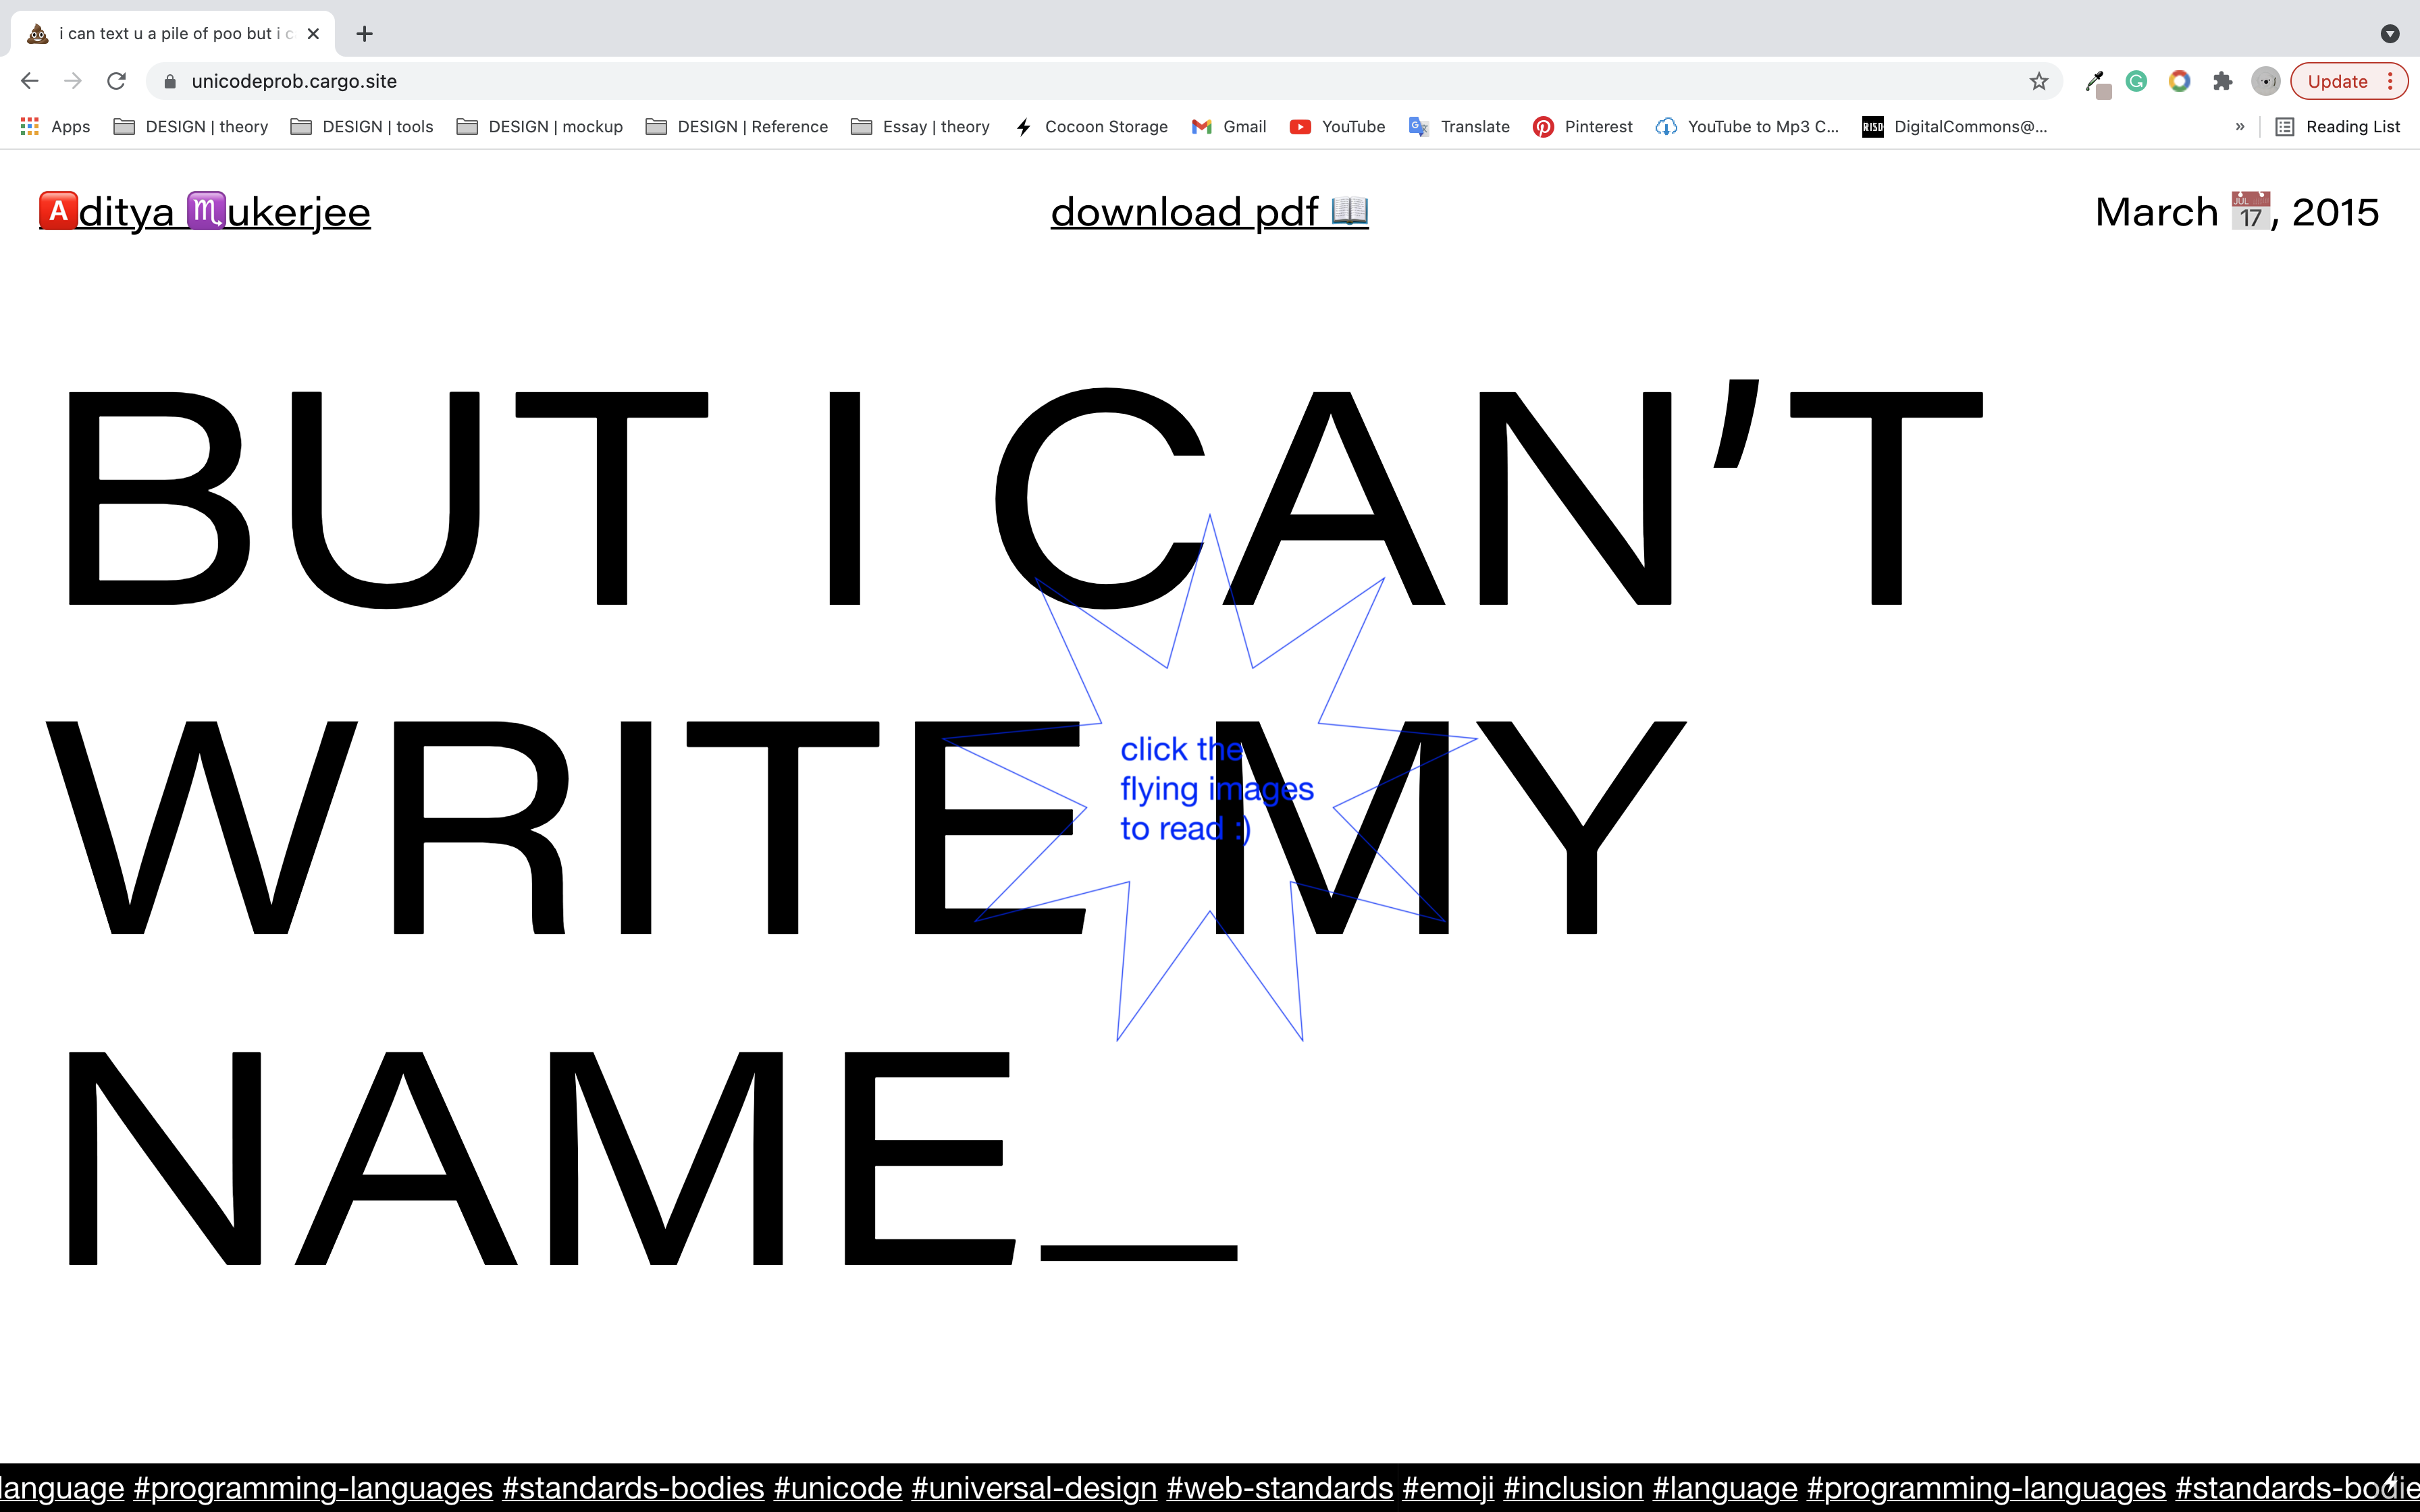 i can text u a pile of poo but i c
unicodeprob.cargo.site
Update
Apps
DESIGN | theory
DESIGN | tools
DESIGN | mockup
DESIGN | Reference
Essay | theory
Cocoon Storage
Gmail
YouTube
Translate
Pinterest
YouTube to Mp3 C...
RISD
DigitalCommons@...
»
Reading List
🅰️ditya ♏ukerjee
download pdf 📖
March 📅, 2015
BUT I CAN’T
WRITE MY
NAME_
click the
flying images
to read :)
language #programming-languages #standards-bodies #unicode #universal-design #web-standards #emoji #inclusion #language #programming-languages #standards-bodie